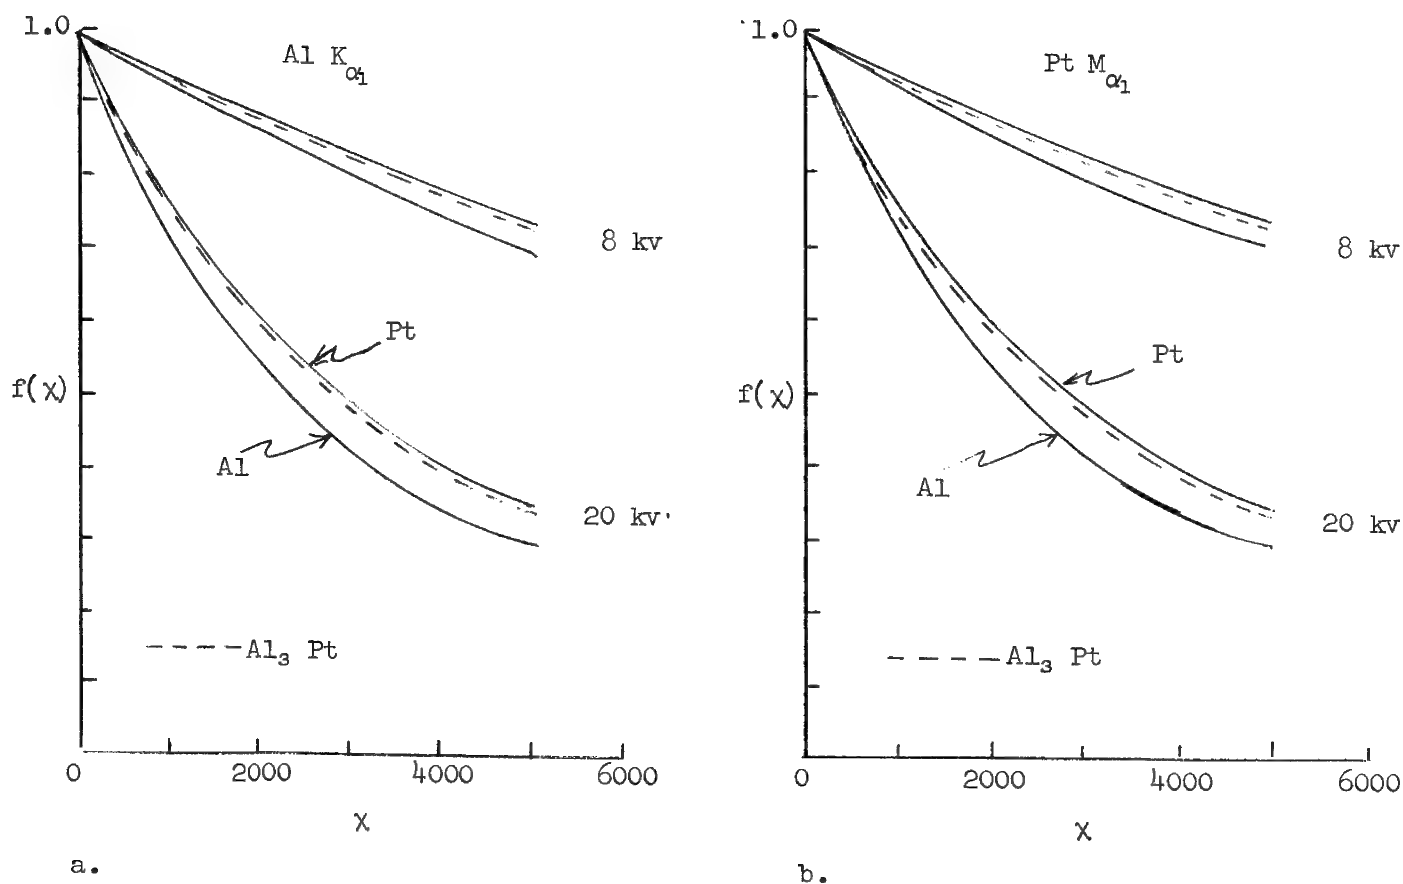 1.0
Al Kα1
8 kv
Pt
f(χ)
Al
20 kv
Al3 Pt
0 2000 4000 6000
χ
a.
1.0
Pt Mα1
8 kv
Pt
f(χ)
Al
20 kv
Al3 Pt
0 2000 4000 6000
χ
b.